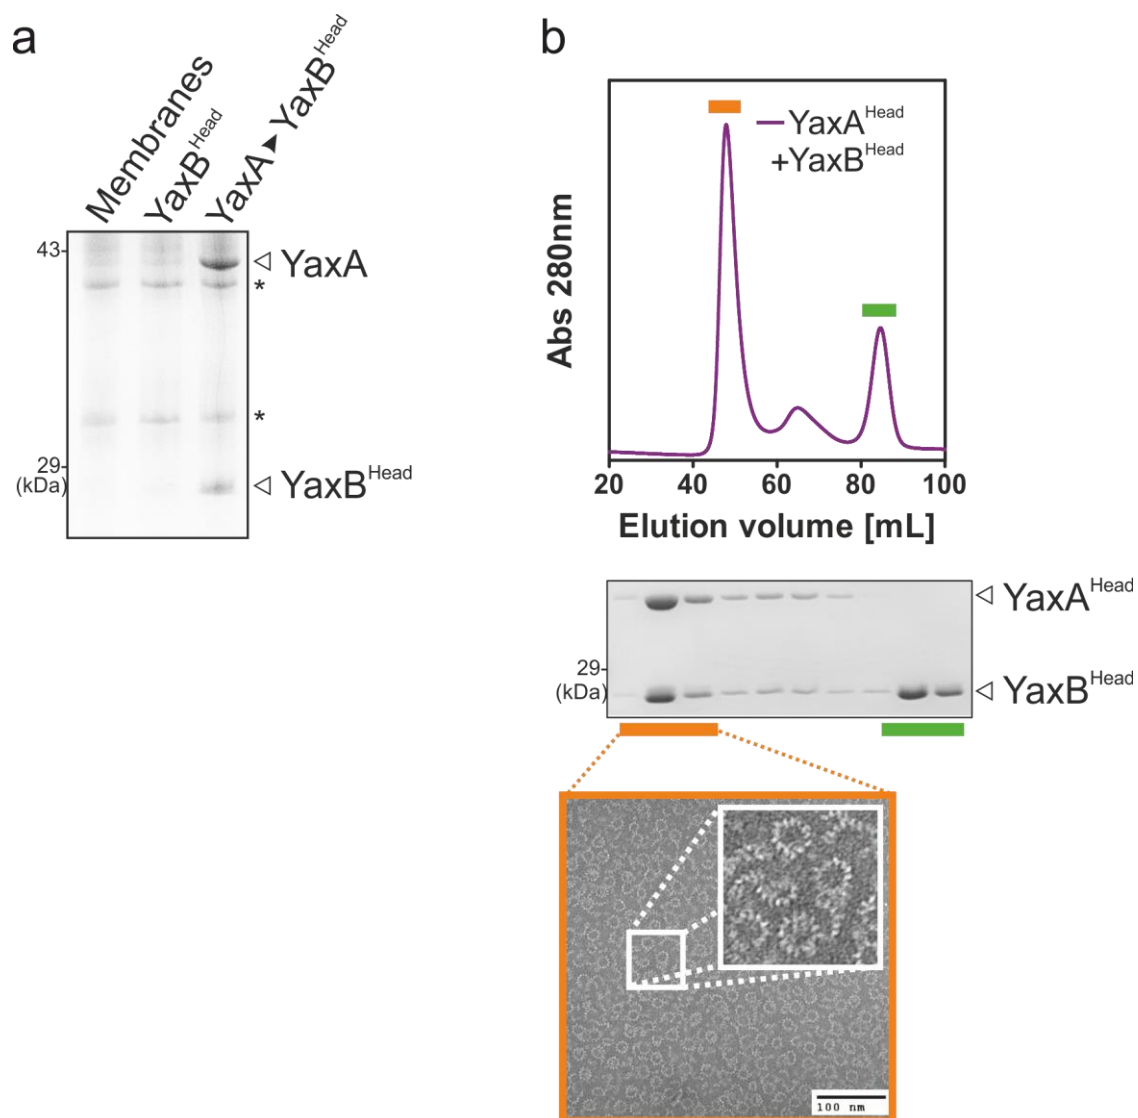 a
Membranes
YaxB^Head
YaxA►YaxB^Head
43
YaxA
*
*
29
(kDa)
YaxB^Head
b
YaxA^Head
+YaxB^Head
Abs 280nm
20 40 60 80 100
Elution volume [mL]
YaxA^Head
29
(kDa)
YaxB^Head
100 nm